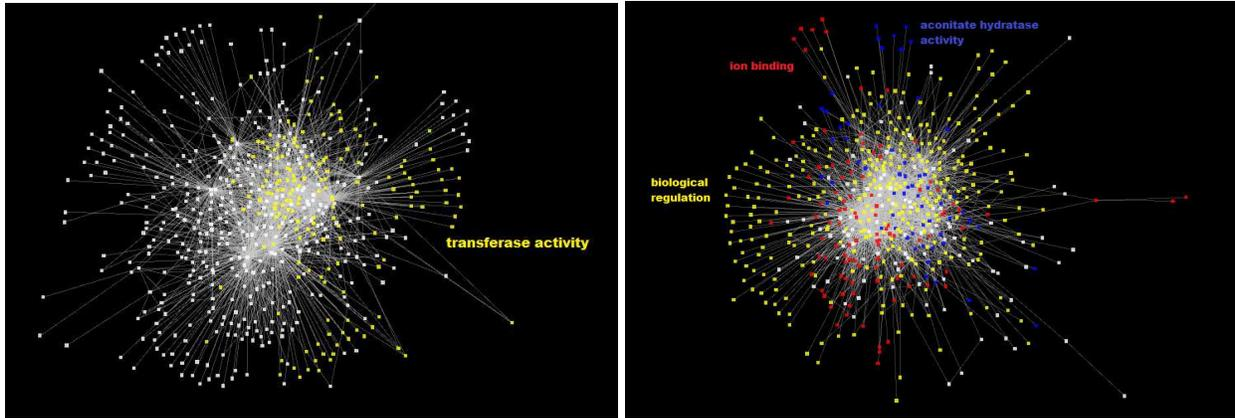 transferase activity
aconitate hydratase
activity
ion binding
biological
regulation